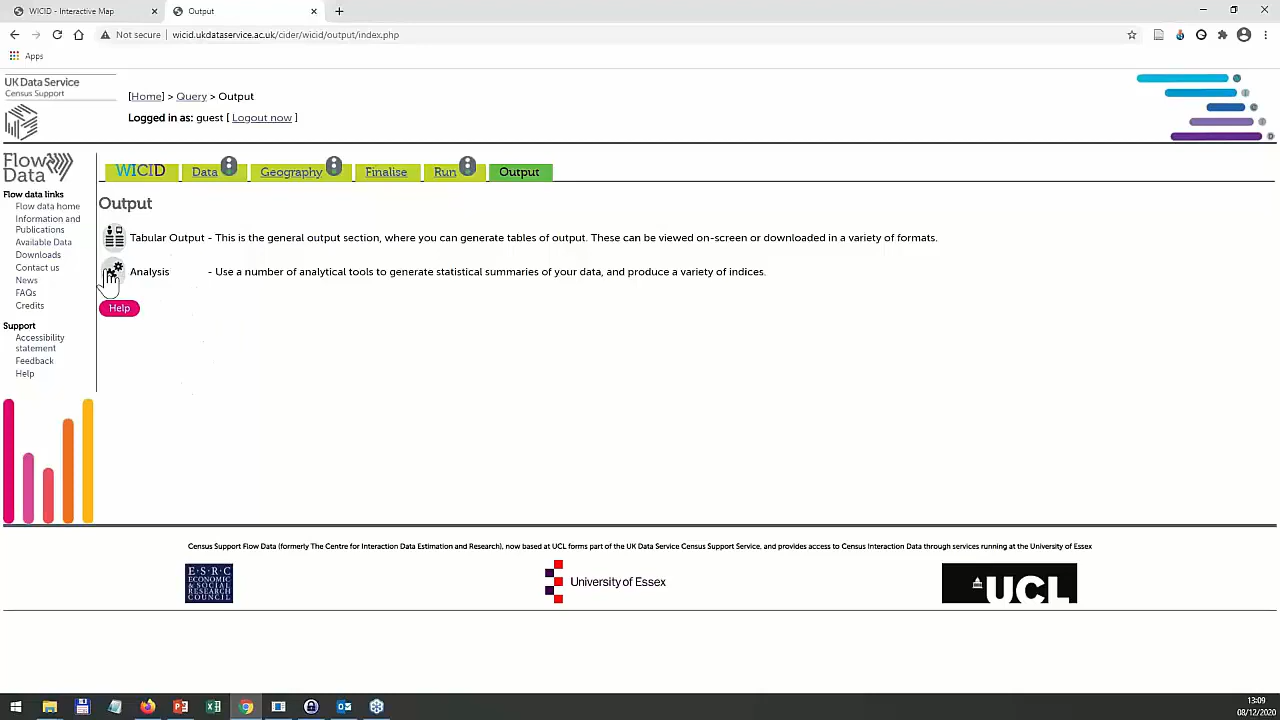 WICID - Interactive Map
Output
Not secure
wicid.ukdataservice.ac.uk/cider/wicid/output/index.php
Apps
UK Data Service
Census Support
[Home] > Query > Output
Logged in as: guest [ Logout now ]
Flow
Data
WICID
Data
Geography
Finalise
Run
Output
Flow data links
Flow data home
Information and
Publications
Available Data
Downloads
Contact us
News
FAQs
Credits
Support
Accessibility
statement
Feedback
Help
Output
Tabular Output - This is the general output section, where you can generate tables of output. These can be viewed on-screen or downloaded in a variety of formats.
Analysis - Use a number of analytical tools to generate statistical summaries of your data, and produce a variety of indices.
Help
Census Support Flow Data (formerly The Centre for Interaction Data Estimation and Research), now based at UCL forms part of the UK Data Service Census Support Service, and provides access to Census Interaction Data through services running at the University of Essex
E·S·R·C
ECONOMIC
& SOCIAL
RESEARCH
COUNCIL
University of Essex
UCL
13:09
08/12/2020